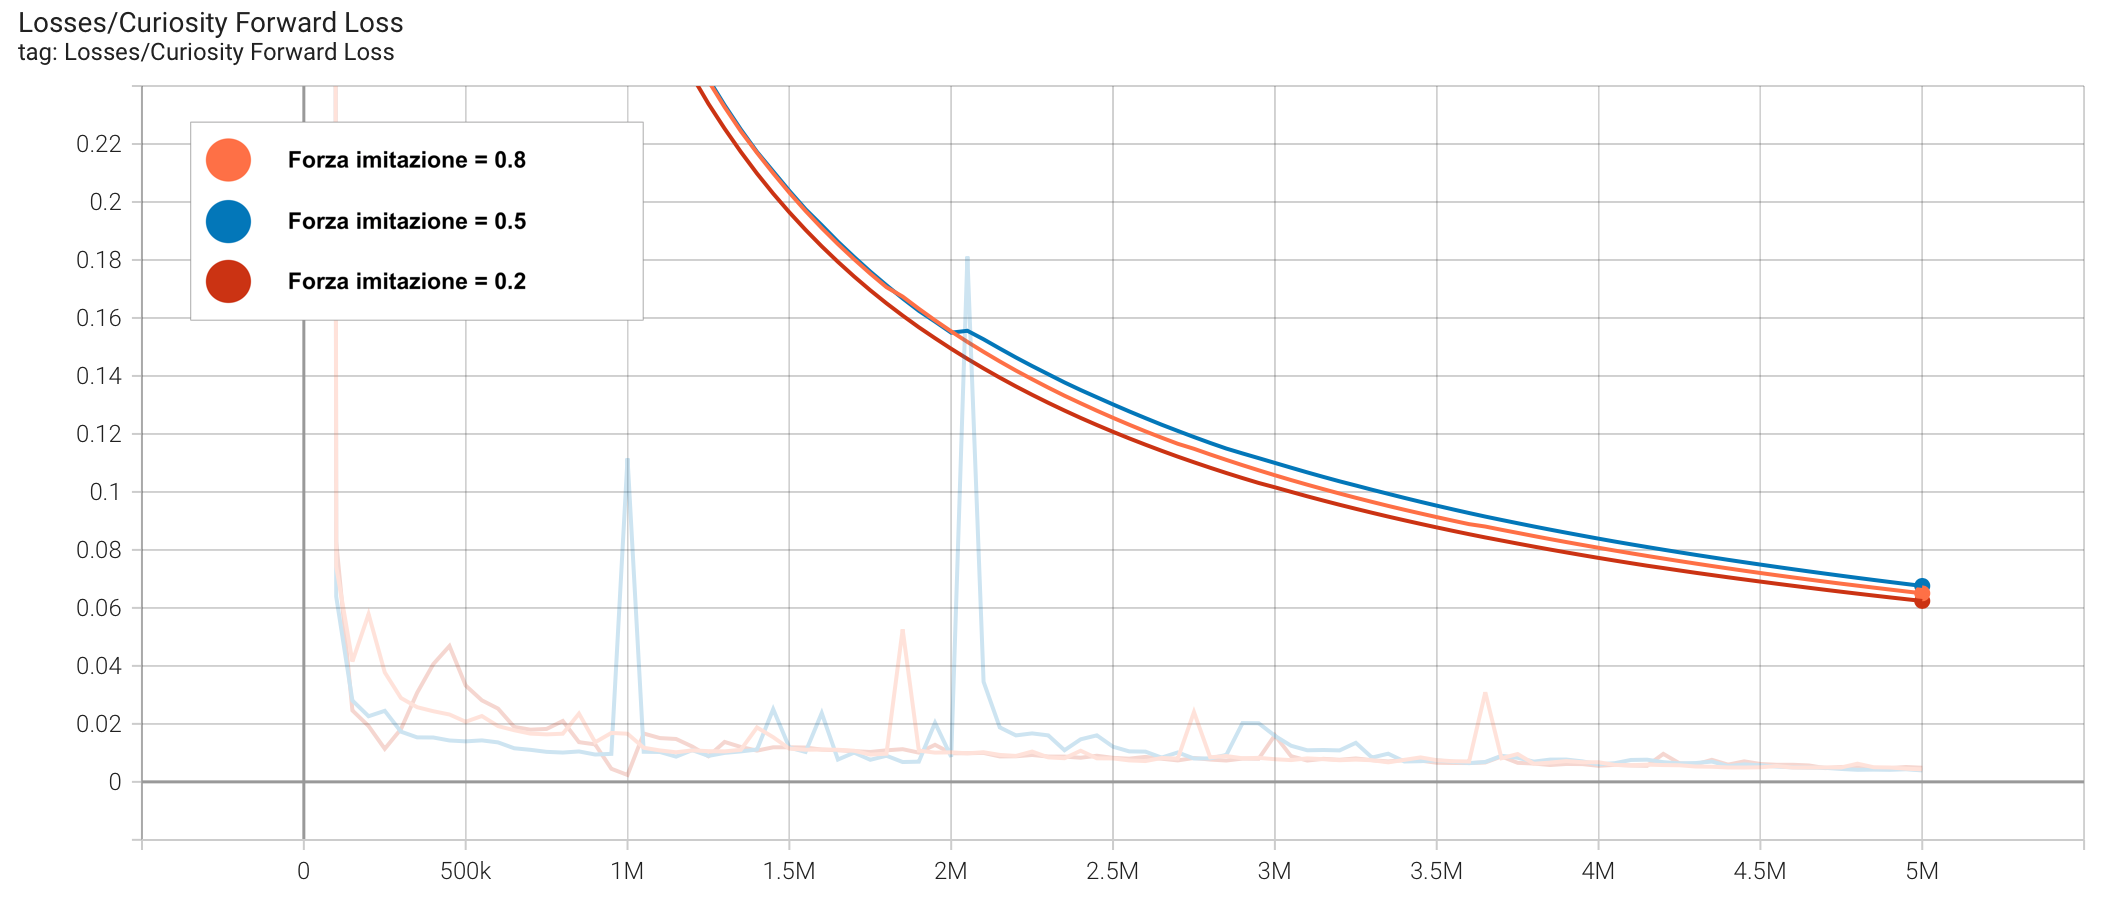 Losses/Curiosity Forward Loss
tag: Losses/Curiosity Forward Loss
Forza imitazione = 0.8
Forza imitazione = 0.5
Forza imitazione = 0.2
0.22
0.2
0.18
0.16
0.14
0.12
0.1
0.08
0.06
0.04
0.02
0
0 500k 1M 1.5M 2M 2.5M 3M 3.5M 4M 4.5M 5M